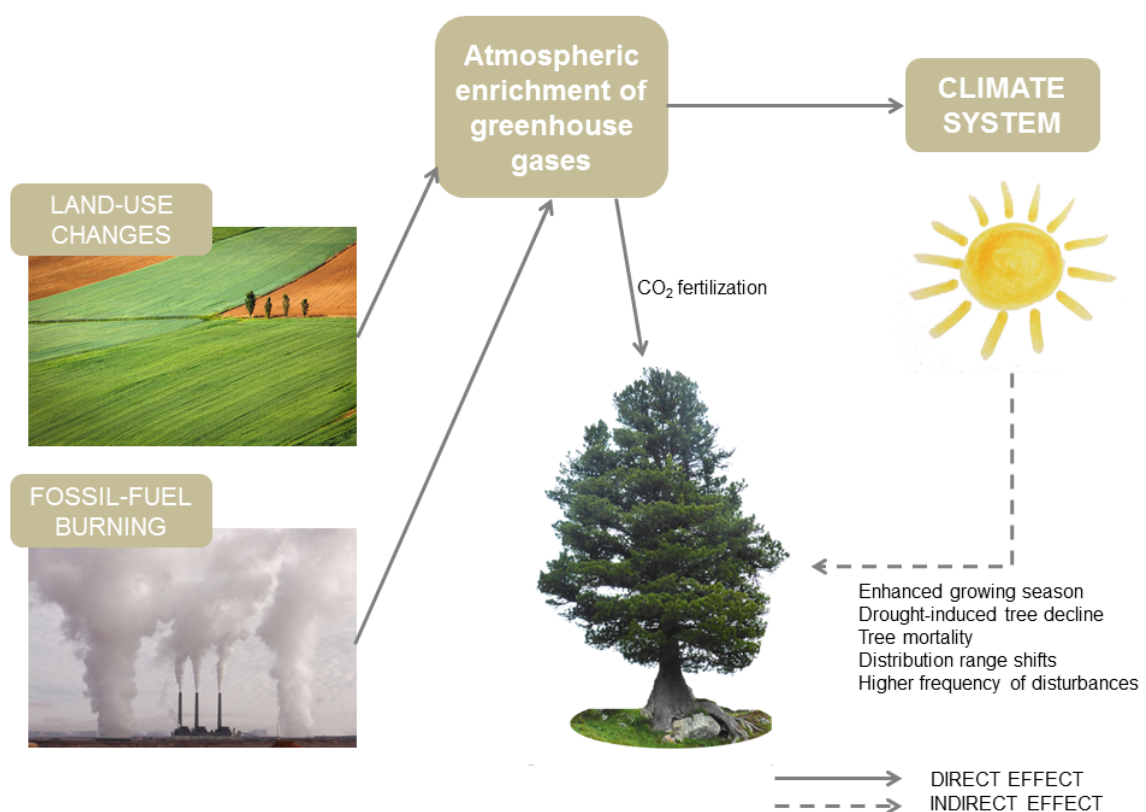 Atmospheric
enrichment of
greenhouse
gases
CLIMATE
SYSTEM
LAND-USE
CHANGES
CO₂ fertilization
FOSSIL-FUEL
BURNING
Enhanced growing season
Drought-induced tree decline
Tree mortality
Distribution range shifts
Higher frequency of disturbances
DIRECT EFFECT
INDIRECT EFFECT